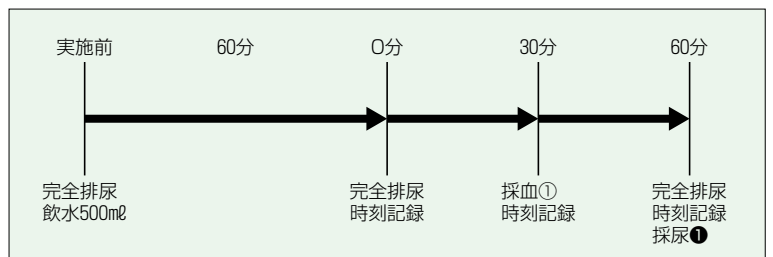 実施前 60分 0分 30分 60分
完全排尿 完全排尿 採血① 完全排尿
飲水500㎖ 時刻記録 時刻記録 時刻記録
採尿❶